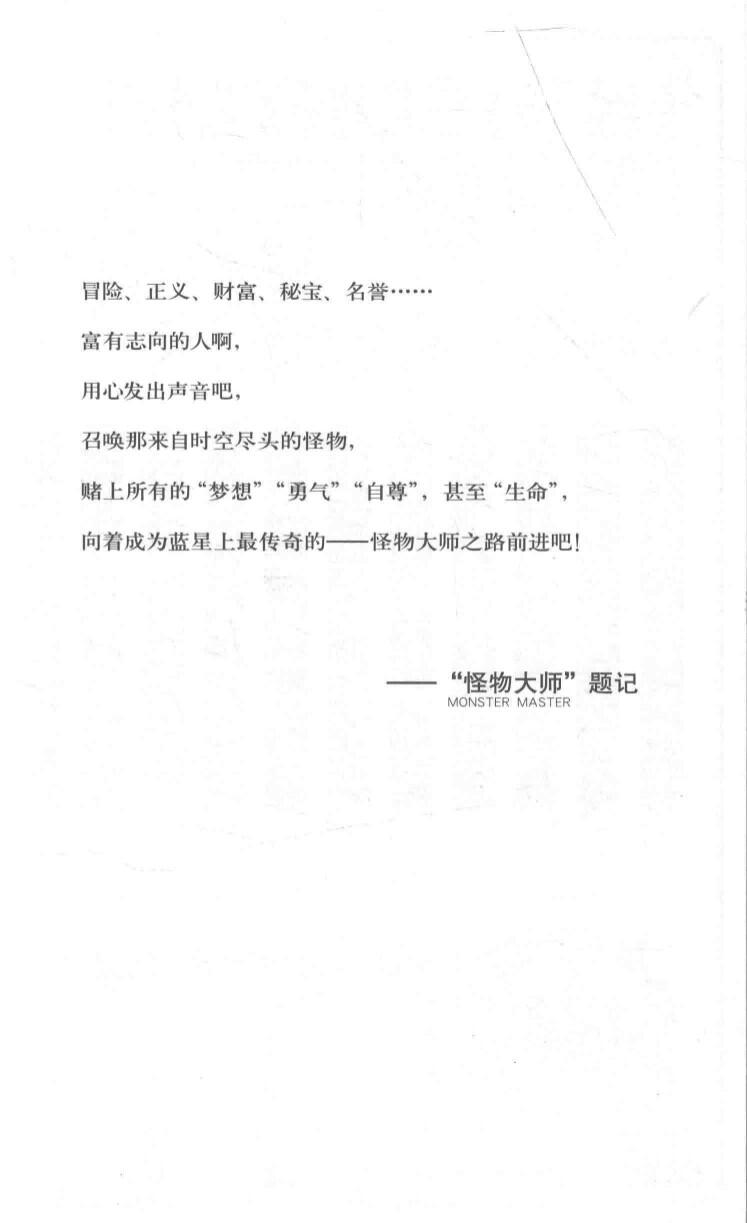 冒险、正义、财富、秘宝、名誉……
富有志向的人啊，
用心发出声音吧，
召唤那来自时空尽头的怪物，
赌上所有的“梦想”“勇气”“自尊”，甚至“生命”，
向着成为蓝星上最传奇的——怪物大师之路前进吧！
——“怪物大师”题记
MONSTER MASTER